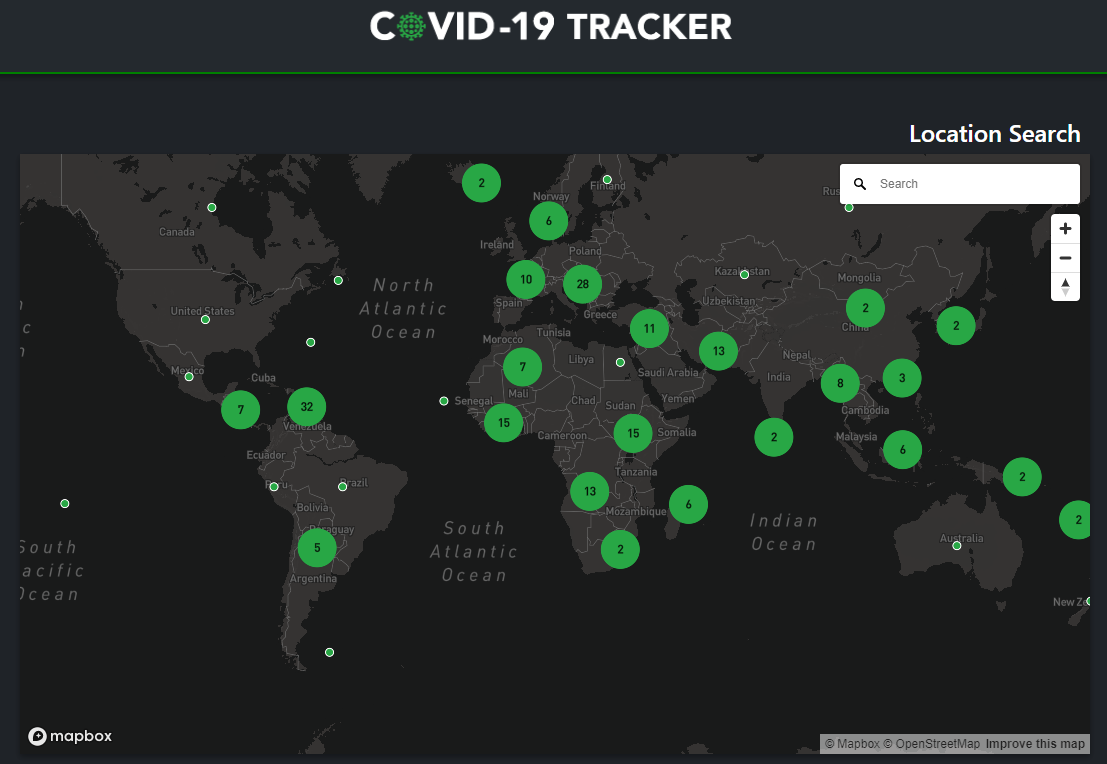 COVID-19 TRACKER
Location Search
Search
2
Finland
Norway
6
Canada
Ireland
Poland
North
Atlantic
Ocean
10
28
Kazakhstan
Mongolia
Spain
Uzbekistan
2
United States
Greece
11
China
2
Tunisia
Morocco
13
Nepal
Libya
7
Mexico
Cuba
Saudi Arabia
India
8
3
Mali
Senegal
Chad
Sudan
Yemen
7
32
Cambodia
Venezuela
15
Cameroon
15
Somalia
2
Malaysia
6
Ecuador
Tanzania
2
Peru
Brazil
13
6
Bolivia
Mozambique
Indian
Ocean
2
South
Atlantic
Ocean
Paraguay
5
2
Australia
South
acific
Ocean
Argentina
New Ze
mapbox
© Mapbox © OpenStreetMap Improve this map